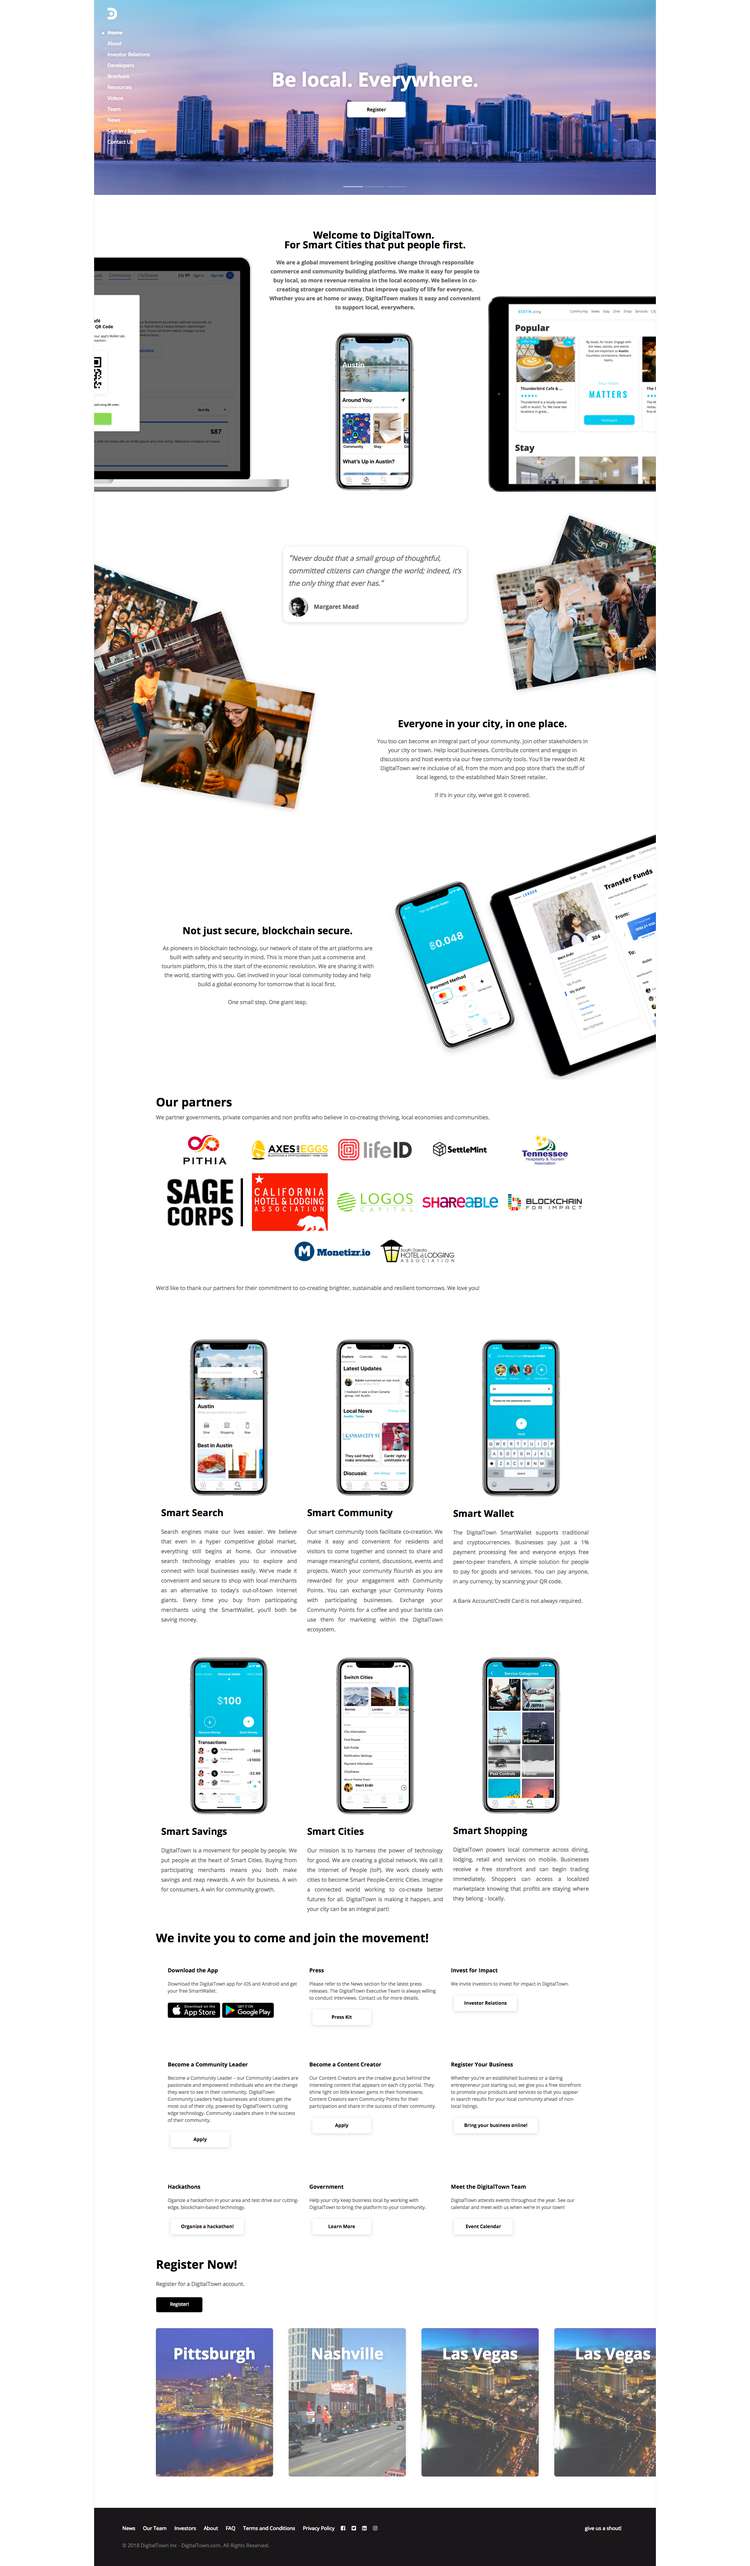 Home
About
Investor Relations
Developers
Brochure
Resources
Videos
Team
News
Sign In / Register
Contact Us
Be local. Everywhere.
Register
Welcome to DigitalTown.
For Smart Cities that put people first.
We are a global movement bringing positive change through responsible
commerce and community building platforms. We make it easy for people to
buy local, so more revenue remains in the local economy. We believe in co-
creating stronger communities that improve quality of life for everyone.
Whether you are at home or away, DigitalTown makes it easy and convenient
to support local, everywhere.
QR Code
$87
Austin
Around You
Community
Stay
What's Up in Austin?
Popular
Thunderbird Cafe & ...
MATTERS
Stay
"Never doubt that a small group of thoughtful,
committed citizens can change the world; indeed, it's
the only thing that ever has."
Margaret Mead
Everyone in your city, in one place.
You too can become an integral part of your community. Join other stakeholders in
your city or town. Help local businesses. Contribute content and engage in
discussions and host events via our free community tools. You'll be rewarded! At
DigitalTown we're inclusive of all, from the mom and pop store that's the stuff of
local legend, to the established Main Street retailer.
If it's in your city, we've got it covered.
Transfer Funds
From:
To:
304
0.048
Payment Method
Not just secure, blockchain secure.
As pioneers in blockchain technology, our network of state of the art platforms are
built with safety and security in mind. This is more than just a commerce and
tourism platform, this is the start of the economic revolution. We are sharing it with
the world, starting with you. Get involved in your local community today and help
build a global economy for tomorrow that is local first.
One small step. One giant leap.
Our partners
We partner governments, private companies and non profits who believe in co-creating thriving, local economies and communities.
PITHIA
AXES AND EGGS
lifeID
SettleMint
Tennessee
Hospitality & Tourism
Association
SAGE
CORPS
CALIFORNIA
HOTEL & LODGING
ASSOCIATION
LOGOS
CAPITAL
SHAREABLE
BLOCKCHAIN
FOR IMPACT
Monetizr.io
South Dakota
HOTEL & LODGING
ASSOCIATION
We'd like to thank our partners for their commitment to co-creating brighter, sustainable and resilient tomorrows. We love you!
Austin
Dine
Shopping
Stay
Best in Austin
Latest Updates
Local News
KANSAS CITY ST
Discussic
Smart Search
Search engines make our lives easier. We believe
that even in a hyper competitive global market,
everything still begins at home. Our innovative
search technology enables you to explore and
connect with local businesses easily. We've made it
convenient and secure to shop with local merchants
as an alternative to today's out-of-town Internet
giants. Every time you buy from participating
merchants using the SmartWallet, you'll both be
saving money.
Smart Community
Our smart community tools facilitate co-creation. We
make it easy and convenient for residents and
visitors to come together and connect to share and
manage meaningful content, discussions, events and
projects. Watch your community flourish as you are
rewarded for your engagement with Community
Points. You can exchange your Community Points
with participating businesses. Exchange your
Community Points for a coffee and your barista can
use them for marketing within the DigitalTown
ecosystem.
Smart Wallet
The DigitalTown SmartWallet supports traditional
and cryptocurrencies. Businesses pay just a 1%
payment processing fee and everyone enjoys free
peer-to-peer transfers. A simple solution for people
to pay for goods and services. You can pay anyone,
in any currency, by scanning your QR code.
A Bank Account/Credit Card is not always required.
$100
Transactions
Switch Cities
Service Categories
Smart Savings
DigitalTown is a movement for people by people. We
put people at the heart of Smart Cities. Buying from
participating merchants means you both make
savings and reap rewards. A win for business. A win
for consumers. A win for community growth.
Smart Cities
Our mission is to harness the power of technology
for good. We are creating a global network. We call it
the Internet of People (IoP). We work closely with
cities to become Smart People-Centric Cities. Imagine
a connected world working to co-create better
futures for all. DigitalTown is making it happen, and
your city can be an integral part!
Smart Shopping
DigitalTown powers local commerce across dining,
lodging, retail and services on mobile. Businesses
receive a free storefront and can begin trading
immediately. Shoppers can access a localized
marketplace knowing that profits are staying where
they belong - locally.
We invite you to come and join the movement!
Download the App
Download the DigitalTown app for iOS and Android and get
your free SmartWallet.
Download on the
App Store
GET IT ON
Google Play
Press
Please refer to the News section for the latest press
releases. The DigitalTown Executive Team is always willing
to conduct interviews. Contact us for more details.
Press Kit
Invest for Impact
We invite investors to invest for impact in DigitalTown.
Investor Relations
Become a Community Leader
Become a Community Leader - our Community Leaders are
passionate and empowered individuals who are the change
they want to see in their community. DigitalTown
Community Leaders help businesses and citizens get the
most out of their city, powered by DigitalTown's cutting
edge technology. Community Leaders share in the success
of their community.
Apply
Become a Content Creator
Our Content Creators are the creative gurus behind the
interesting content that appears on each city portal. They
shine light on little known gems in their hometowns.
Content Creators earn Community Points for their
participation and share in the success of their community.
Apply
Register Your Business
Whether you're an established business or a daring
entrepreneur just starting out, we give you a free storefront
to promote your products and services so that you appear
in search results for your local community ahead of non-
local listings.
Bring your business online!
Hackathons
Oganize a hackathon in your area and test drive our cutting-
edge, blockchain-based technology.
Organize a hackathon!
Government
Help your city keep business local by working with
DigitalTown to bring the platform to your community.
Learn More
Meet the DigitalTown Team
DigitalTown attends events throughout the year. See our
calendar and meet with us when we're in your town!
Event Calendar
Register Now!
Register for a DigitalTown account.
Register!
Pittsburgh
Nashville
Las Vegas
Las Vegas
News
Our Team
Investors
About
FAQ
Terms and Conditions
Privacy Policy
give us a shout!
© 2018 DigitalTown Inc - DigitalTown.com. All Rights Reserved.